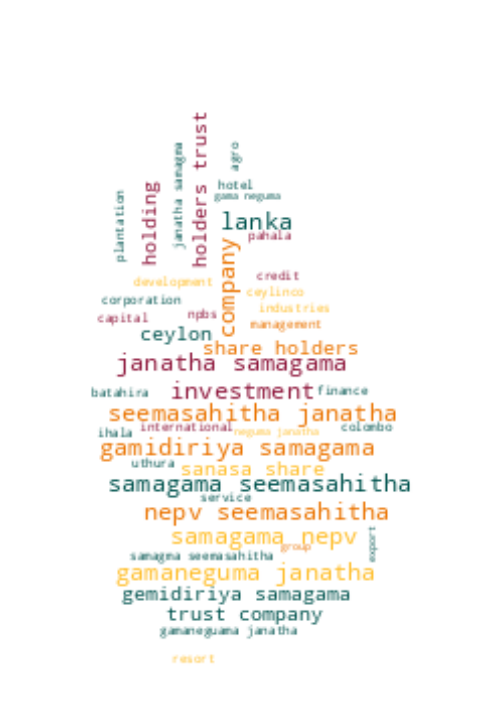 holders trust
agro
janatha samagma
holding
plantation
hotel
gama neguma
lanka
pahala
company
credit
development
ceylinco
corporation
industries
capital
npbs
management
ceylon
share holders
janatha samagama
batahira
investment
finance
seemasahitha janatha
ihala
international
neguma janatha
colombo
gamidiriya samagama
uthura
sanasa share
samagama seemasahitha
service
nepv seemasahitha
samagama nepv
group
export
samagma seemasahitha
gamaneguma janatha
gemidiriya samagama
trust company
gamaneguama janatha
resort